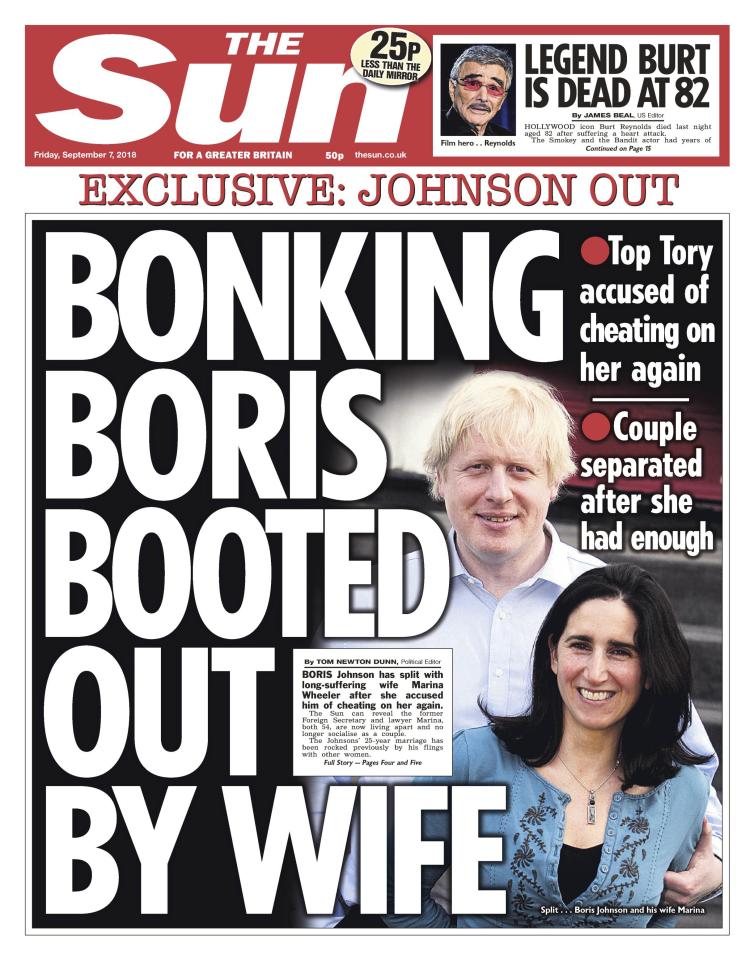 THE
Sun
25p
LESS THAN THE
DAILY MIRROR
Friday, September 7, 2018
FOR A GREATER BRITAIN
50p
thesun.co.uk
Film hero . . Reynolds
LEGEND BURT
IS DEAD AT 82
By JAMES BEAL, US Editor
HOLLYWOOD icon Burt Reynolds died last night
aged 82 after suffering a heart attack.
The Smokey and the Bandit actor had years of
Continued on Page 15
EXCLUSIVE: JOHNSON OUT
BONKING
BORIS
BOOTED
OUT
BY WIFE
Top Tory
accused of
cheating on
her again
Couple
separated
after she
had enough
By TOM NEWTON DUNN, Political Editor
BORIS Johnson has split with
long-suffering wife Marina
Wheeler after she accused
him of cheating on her again.
The Sun can reveal the former
Foreign Secretary and lawyer Marina,
both 54, are now living apart and no
longer socialise as a couple.
The Johnsons' 25-year marriage has
been rocked previously by his flings
with other women.
Full Story — Pages Four and Five
Split . . . Boris Johnson and his wife Marina